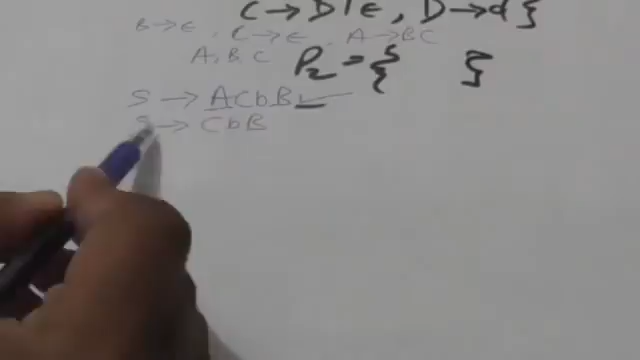 C → D | ∈ , D → d }
B → ∈ , C → ∈ , A → BC
A, B, C P₂ = { }
S → ACbB
S → CbB